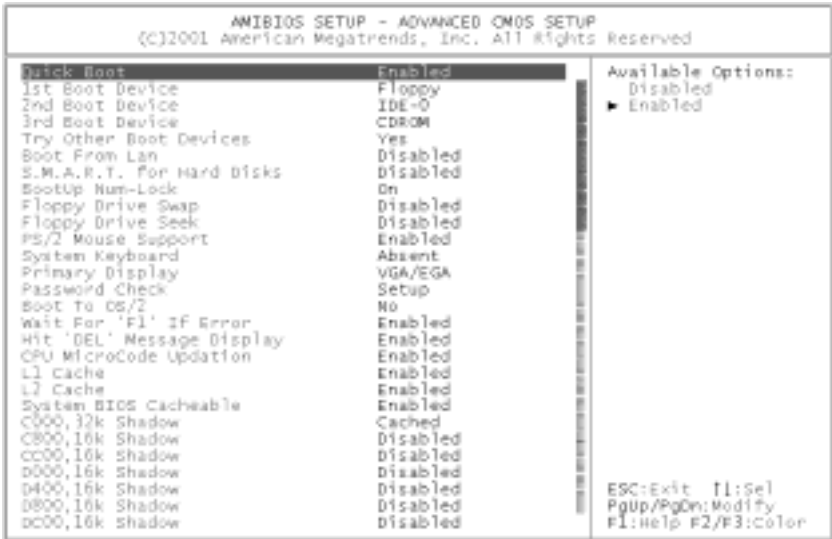 AMIBIOS SETUP - ADVANCED CMOS SETUP
(C)2001 American Megatrends, Inc. All Rights Reserved
Quick Boot Enabled
1st Boot Device Floppy
2nd Boot Device IDE-0
3rd Boot Device CDROM
Try Other Boot Devices Yes
Boot From Lan Disabled
S.M.A.R.T. for Hard Disks Disabled
BootUp Num-Lock On
Floppy Drive Swap Disabled
Floppy Drive Seek Disabled
PS/2 Mouse Support Enabled
System Keyboard Absent
Primary Display VGA/EGA
Password Check Setup
Boot To OS/2 No
Wait For 'F1' If Error Enabled
Hit 'DEL' Message Display Enabled
CPU MicroCode Updation Enabled
L1 Cache Enabled
L2 Cache Enabled
System BIOS Cacheable Enabled
C000,32k Shadow Cached
C800,16k Shadow Disabled
CC00,16k Shadow Disabled
D000,16k Shadow Disabled
D400,16k Shadow Disabled
D800,16k Shadow Disabled
DC00,16k Shadow Disabled
Available Options:
Disabled
► Enabled
ESC:Exit ↑↓:Sel
PgUp/PgDn:Modify
F1:Help F2/F3:Color